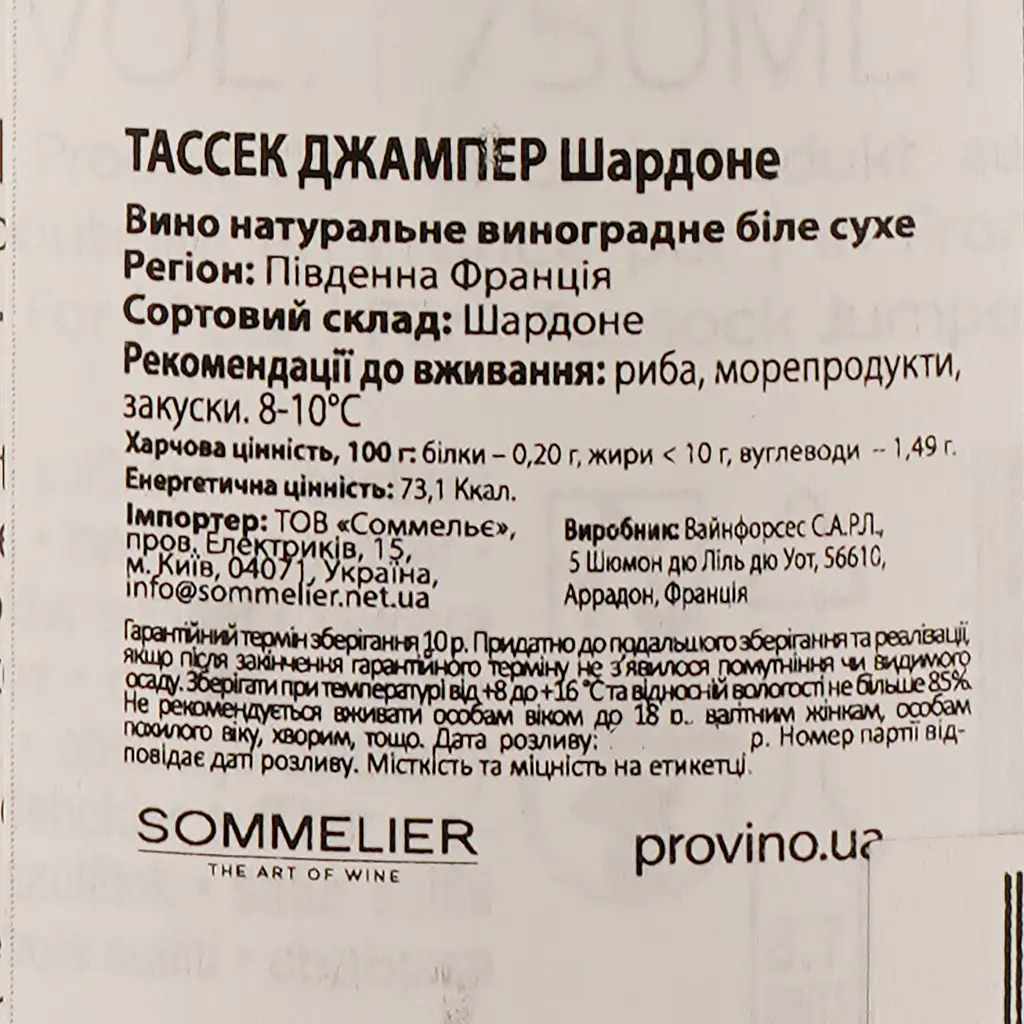 ТАССЕК ДЖАМПЕР Шардоне
Вино натуральне виноградне біле сухе
Регіон: Південна Франція
Сортовий склад: Шардоне
Рекомендації до вживання: риба, морепродукти,
закуски. 8-10°C
Харчова цінність, 100 г: білки – 0,20 г, жири < 10 г, вуглеводи – 1,49 г.
Енергетична цінність: 73,1 Ккал.
Імпортер: ТОВ «Соммельє»,
пров. Електриків, 15,
м. Київ, 04071, Україна,
info@sommelier.net.ua
Виробник: Вайнфорсес С.А.РЛ.,
5 Шюмон дю Ліль дю Уот, 56610,
Аррадон, Франція
Гарантійний термін зберігання 10 р. Придатно до подальшого зберігання та реалізації,
якщо після закінчення гарантійного терміну не з'явилося помутніння чи видимого
осаду. Зберігати при температурі від +8 до +16 °C та відносній вологості не більше 85%.
Не рекомендується вживати особам віком до 18 р., вагітним жінкам, особам
похилого віку, хворим, тощо. Дата розливу: р. Номер партії від-
повідає даті розливу. Місткість та міцність на етикетці.
SOMMELIER
THE ART OF WINE
provino.ua